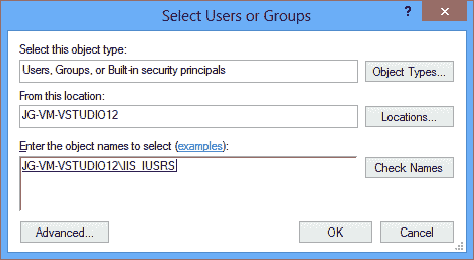 Select Users or Groups
?
Select this object type:
Users, Groups, or Built-in security principals
Object Types...
From this location:
JG-VM-VSTUDIO12
Locations...
Enter the object names to select (examples):
JG-VM-VSTUDIO12\IIS_IUSRS
Check Names
Advanced...
OK
Cancel